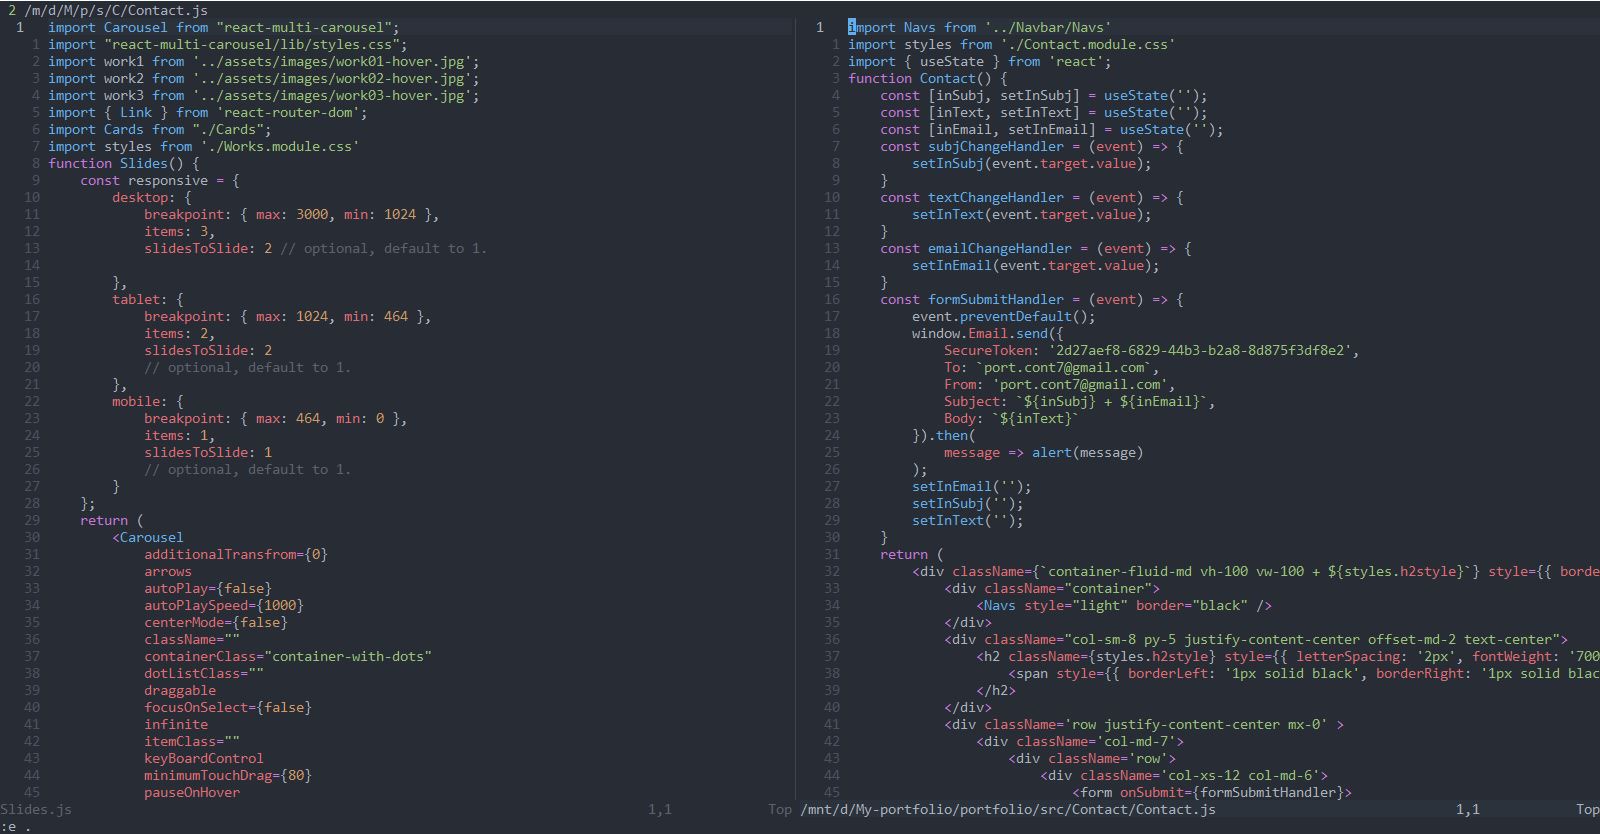 2 /m/d/M/p/s/C/Contact.js
1 import Carousel from "react-multi-carousel";
1 import "react-multi-carousel/lib/styles.css";
2 import work1 from '../assets/images/work01-hover.jpg';
3 import work2 from '../assets/images/work02-hover.jpg';
4 import work3 from '../assets/images/work03-hover.jpg';
5 import { Link } from 'react-router-dom';
6 import Cards from "./Cards";
7 import styles from './Works.module.css'
8 function Slides() {
9     const responsive = {
10         desktop: {
11             breakpoint: { max: 3000, min: 1024 },
12             items: 3,
13             slidesToSlide: 2 // optional, default to 1.
14
15         },
16         tablet: {
17             breakpoint: { max: 1024, min: 464 },
18             items: 2,
19             slidesToSlide: 2
20             // optional, default to 1.
21         },
22         mobile: {
23             breakpoint: { max: 464, min: 0 },
24             items: 1,
25             slidesToSlide: 1
26             // optional, default to 1.
27         }
28     };
29     return (
30         <Carousel
31             additionalTransfrom={0}
32             arrows
33             autoPlay={false}
34             autoPlaySpeed={1000}
35             centerMode={false}
36             className=""
37             containerClass="container-with-dots"
38             dotListClass=""
39             draggable
40             focusOnSelect={false}
41             infinite
42             itemClass=""
43             keyBoardControl
44             minimumTouchDrag={80}
45             pauseOnHover
Slides.js 1,1 Top
1 import Navs from '../Navbar/Navs'
1 import styles from './Contact.module.css'
2 import { useState } from 'react';
3 function Contact() {
4     const [inSubj, setInSubj] = useState('');
5     const [inText, setInText] = useState('');
6     const [inEmail, setInEmail] = useState('');
7     const subjChangeHandler = (event) => {
8         setInSubj(event.target.value);
9     }
10     const textChangeHandler = (event) => {
11         setInText(event.target.value);
12     }
13     const emailChangeHandler = (event) => {
14         setInEmail(event.target.value);
15     }
16     const formSubmitHandler = (event) => {
17         event.preventDefault();
18         window.Email.send({
19             SecureToken: '2d27aef8-6829-44b3-b2a8-8d875f3df8e2',
20             To: `port.cont7@gmail.com`,
21             From: 'port.cont7@gmail.com',
22             Subject: `${inSubj} + ${inEmail}`,
23             Body: `${inText}`
24         }).then(
25             message => alert(message)
26         );
27         setInEmail('');
28         setInSubj('');
29         setInText('');
30     }
31     return (
32         <div className={`container-fluid-md vh-100 vw-100 + ${styles.h2style}`} style={{ borde
33             <div className="container">
34                 <Navs style="light" border="black" />
35             </div>
36             <div className="col-sm-8 py-5 justify-content-center offset-md-2 text-center">
37                 <h2 className={styles.h2style} style={{ letterSpacing: '2px', fontWeight: '700
38                     <span style={{ borderLeft: '1px solid black', borderRight: '1px solid blac
39                 </h2>
40             </div>
41             <div className='row justify-content-center mx-0' >
42                 <div className='col-md-7'>
43                     <div className='row'>
44                         <div className='col-xs-12 col-md-6'>
45                             <form onSubmit={formSubmitHandler}>
/mnt/d/My-portfolio/portfolio/src/Contact/Contact.js 1,1 Top
:e .